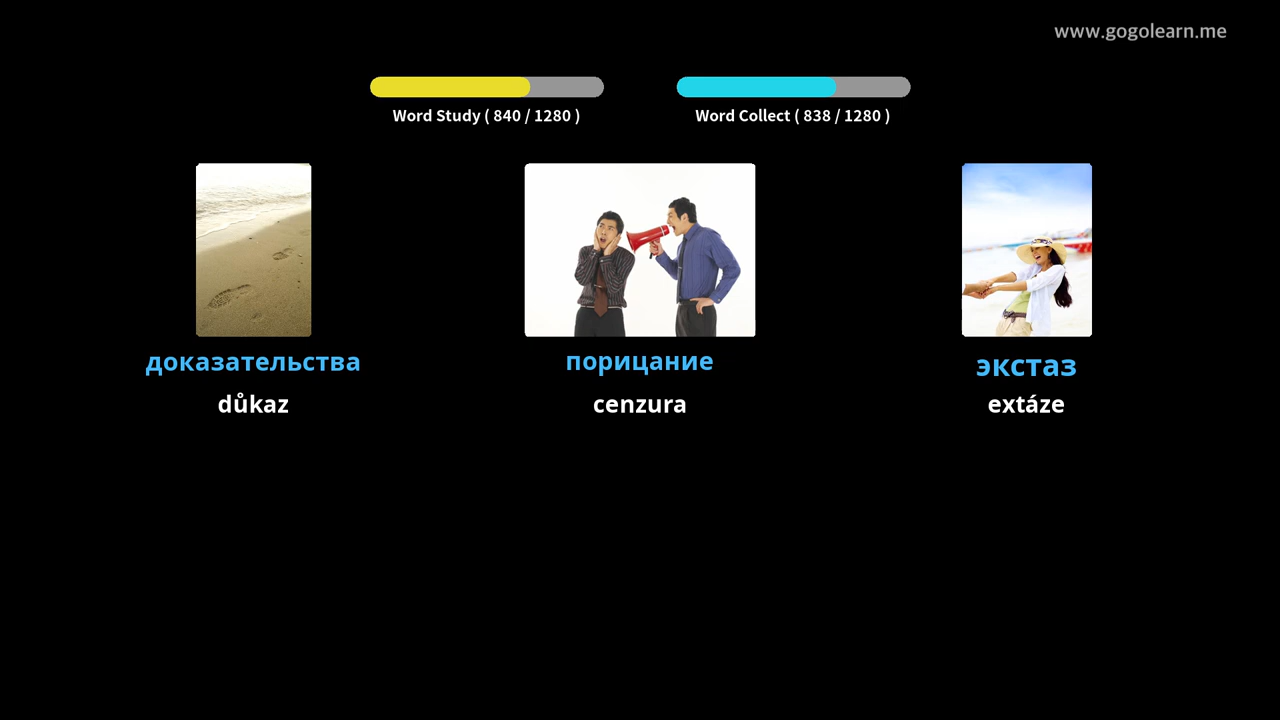 www.gogolearn.me
Word Study ( 840 / 1280 )
Word Collect ( 838 / 1280 )
доказательства
důkaz
порицание
cenzura
экстаз
extáze